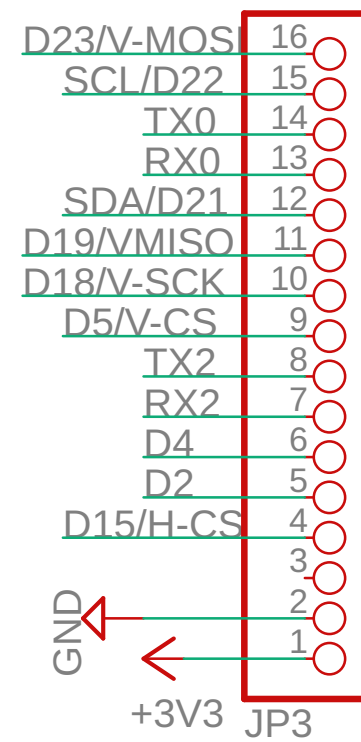 D23/V-MOSI 16
SCL/D22 15
TX0 14
RX0 13
SDA/D21 12
D19/VMISO 11
D18/V-SCK 10
D5/V-CS 9
TX2 8
RX2 7
D4 6
D2 5
D15/H-CS 4
3
GND 2
1
+3V3 JP3